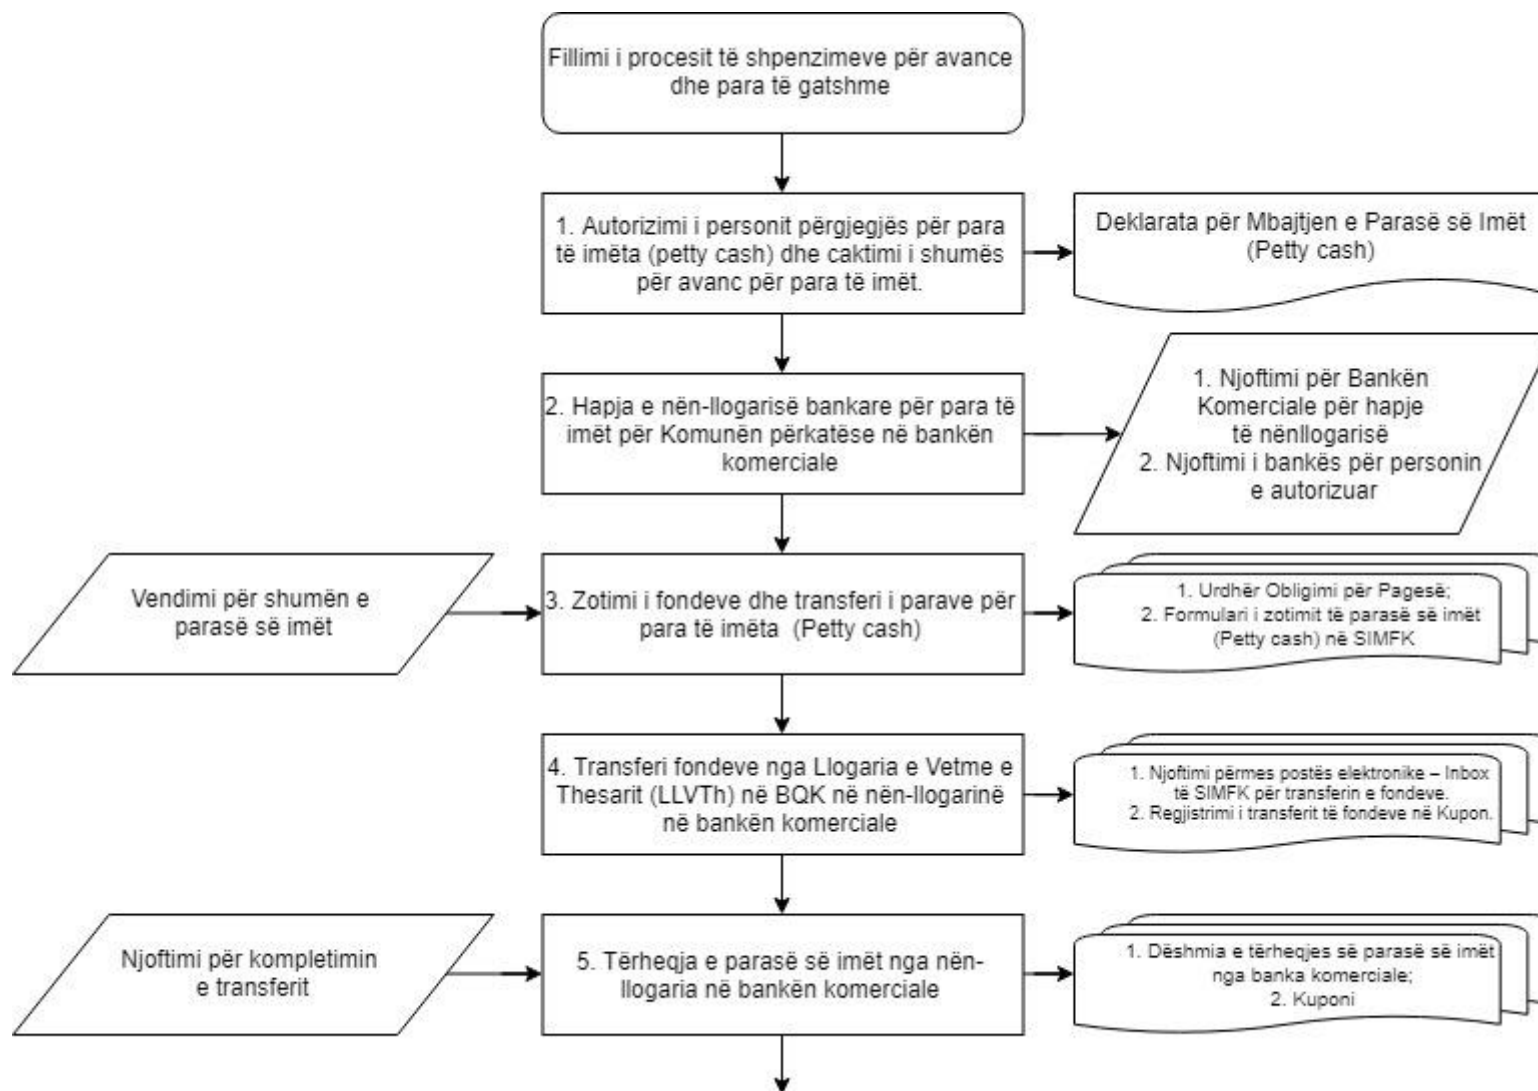 Fillimi i procesit të shpenzimeve për avance
dhe para të gatshme
1. Autorizimi i personit përgjegjës për para
të imëta (petty cash) dhe caktimi i shumës
për avanc për para të imët.
Deklarata për Mbajtjen e Parasë së Imët
(Petty cash)
2. Hapja e nën-llogarisë bankare për para të
imët për Komunën përkatëse në bankën
komerciale
1. Njoftimi për Bankën
Komerciale për hapje
të nënllogarisë
2. Njoftimi i bankës për personin
e autorizuar
Vendimi për shumën e
parasë së imët
3. Zotimi i fondeve dhe transferi i parave për
para të imëta (Petty cash)
1. Urdhër Obligimi për Pagesë;
2. Formulari i zotimit të parasë së imët
(Petty cash) në SIMFK
4. Transferi fondeve nga Llogaria e Vetme e
Thesarit (LLVTh) në BQK në nën-llogarinë
në bankën komerciale
1. Njoftimi përmes postës elektronike – Inbox
të SIMFK për transferin e fondeve.
2. Regjistrimi i transferit të fondeve në Kupon.
Njoftimi për kompletimin
e transferit
5. Tërheqja e parasë së imët nga nën-
llogaria në bankën komerciale
1. Dëshmia e tërheqjes së parasë së imët
nga banka komerciale;
2. Kuponi